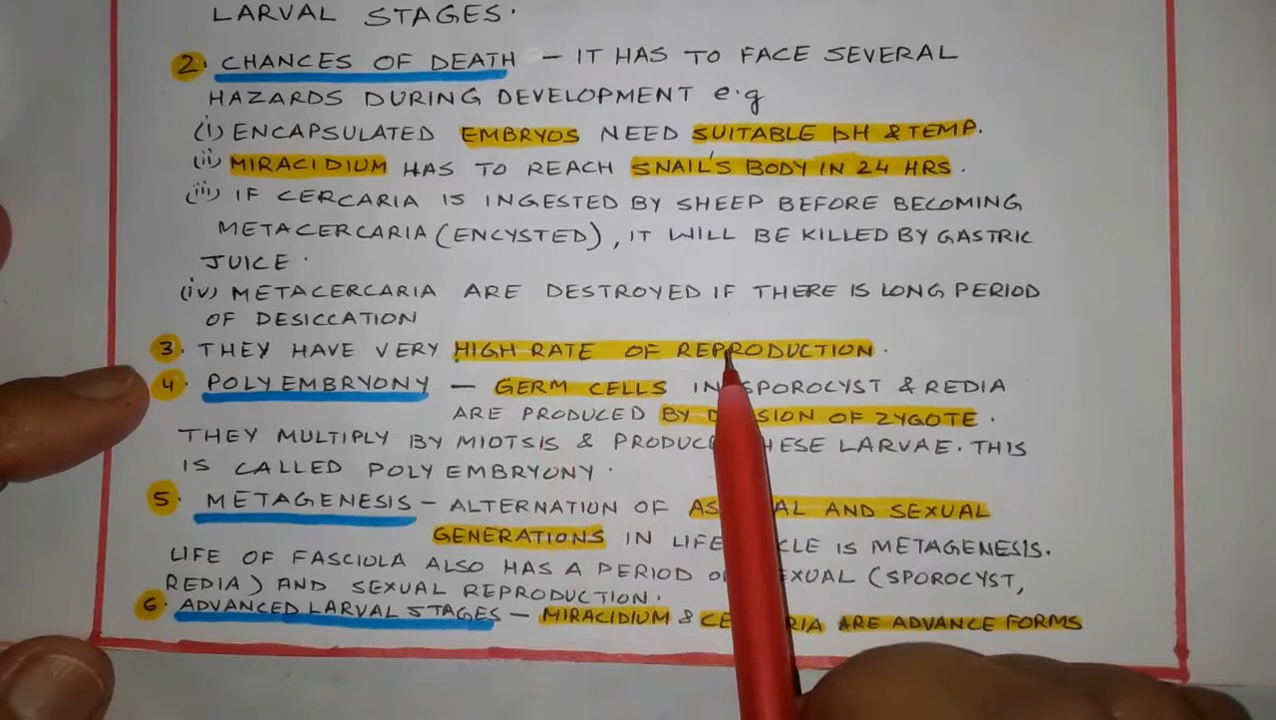 LARVAL STAGES.
2. CHANCES OF DEATH - IT HAS TO FACE SEVERAL
HAZARDS DURING DEVELOPMENT e.g
(i) ENCAPSULATED EMBRYOS NEED SUITABLE pH & TEMP.
(ii) MIRACIDIUM HAS TO REACH SNAIL'S BODY IN 24 HRS.
(iii) IF CERCARIA IS INGESTED BY SHEEP BEFORE BECOMING
METACERCARIA (ENCYSTED), IT WILL BE KILLED BY GASTRIC
JUICE.
(iv) METACERCARIA ARE DESTROYED IF THERE IS LONG PERIOD
OF DESICCATION
3. THEY HAVE VERY HIGH RATE OF REPRODUCTION.
4. POLYEMBRYONY - GERM CELLS IN SPOROCYST & REDIA
ARE PRODUCED BY OF ZYGOTE.
THEY MULTIPLY BY MIOTSIS & LARVAE. THIS
IS CALLED POLYEMBRYONY.
5. METAGENESIS - ALTERNATION OF AND SEXUAL
GENERATIONS IN LIFE IS METAGENESIS.
LIFE OF FASCIOLA ALSO HAS A PERIOD (SPOROCYST,
REDIA) AND SEXUAL REPRODUCTION.
6. ADVANCED LARVAL STAGES - MIRACIDIUM & ARE ADVANCE FORMS